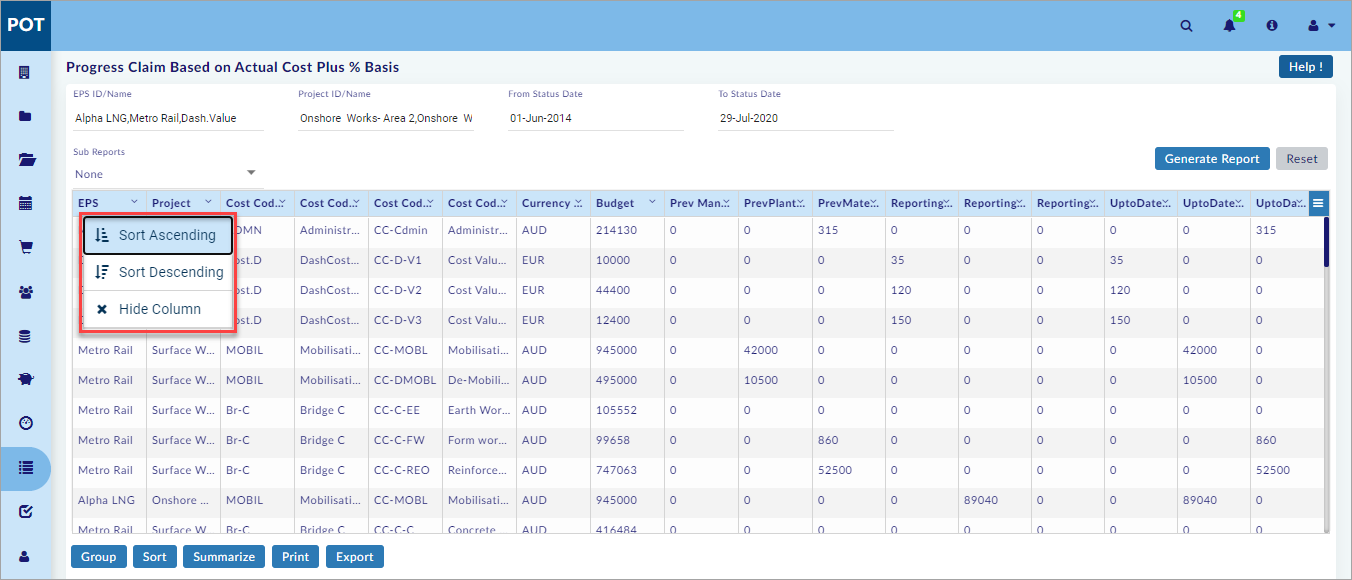 POT
4
Progress Claim Based on Actual Cost Plus % Basis
Help !
EPS ID/Name Project ID/Name From Status Date To Status Date
Alpha LNG,Metro Rail,Dash.Value Onshore Works- Area 2,Onshore W 01-Jun-2014 29-Jul-2020
Sub Reports
None
Generate Report Reset
EPS Project Cost Cod... Cost Cod... Cost Cod... Cost Cod... Currency ... Budget Prev Man... PrevPlant... PrevMate... Reporting... Reporting... Reporting... UptoDate... UptoDate... UptoDa...
Sort Ascending
Sort Descending
Hide Column
DMN Administr... CC-Cdmin Administr... AUD 214130 0 0 315 0 0 0 0 0 315
ost.D DashCost... CC-D-V1 Cost Valu... EUR 10000 0 0 0 35 0 0 35 0 0
ost.D DashCost... CC-D-V2 Cost Valu... EUR 44400 0 0 0 120 0 0 120 0 0
ost.D DashCost... CC-D-V3 Cost Valu... EUR 12400 0 0 0 150 0 0 150 0 0
Metro Rail Surface W... MOBIL Mobilisati... CC-MOBL Mobilisati... AUD 945000 0 42000 0 0 0 0 0 42000 0
Metro Rail Surface W... MOBIL Mobilisati... CC-DMOBL De-Mobili... AUD 495000 0 10500 0 0 0 0 0 10500 0
Metro Rail Surface W... Br-C Bridge C CC-C-EE Earth Wor... AUD 105552 0 0 0 0 0 0 0 0 0
Metro Rail Surface W... Br-C Bridge C CC-C-FW Form wor... AUD 99658 0 0 860 0 0 0 0 0 860
Metro Rail Surface W... Br-C Bridge C CC-C-REO Reinforce... AUD 747063 0 0 52500 0 0 0 0 0 52500
Alpha LNG Onshore ... MOBIL Mobilisati... CC-MOBL Mobilisati... AUD 945000 0 0 0 0 89040 0 0 89040 0
Metro Rail Surface W... Br-C Bridge C CC-C-C Concrete AUD 416484 0 0 0 0 0 0 0 0 0
Group Sort Summarize Print Export